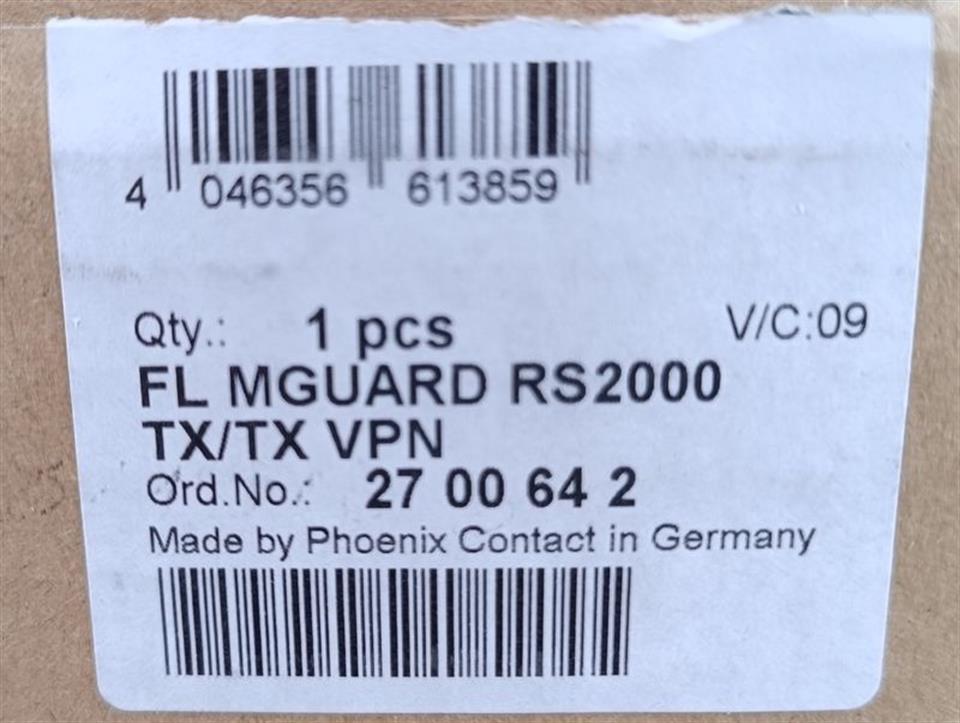 4 046356 613859
Qty.: 1 pcs V/C:09
FL MGUARD RS2000
TX/TX VPN
Ord.No.: 27 00 64 2
Made by Phoenix Contact in Germany